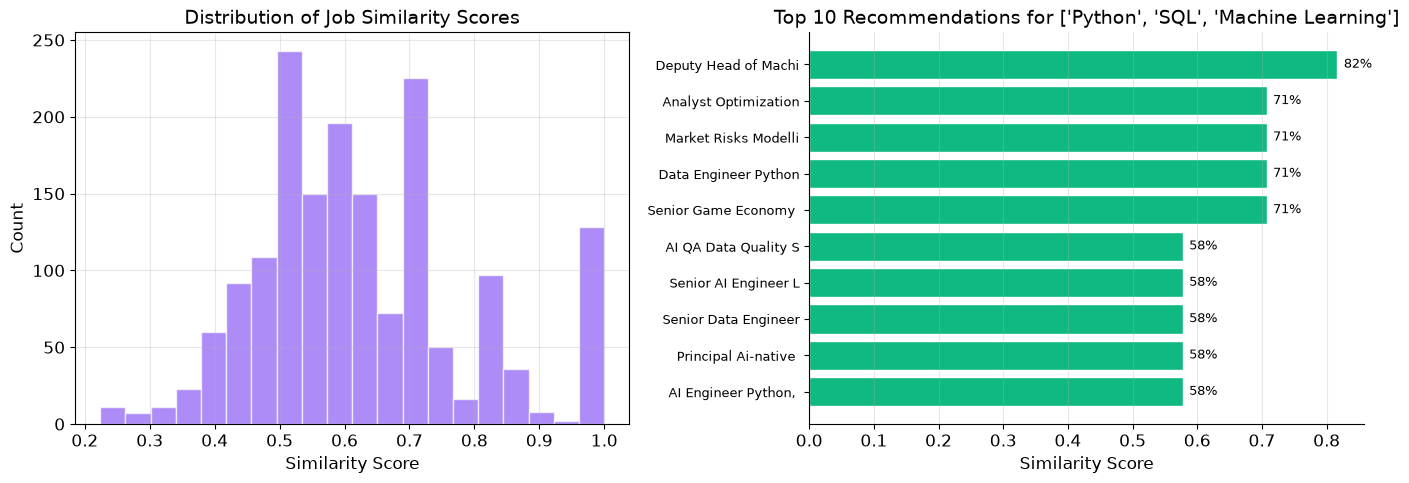 Distribution of Job Similarity Scores
250
200
150
100
50
0
Count
0.2 0.3 0.4 0.5 0.6 0.7 0.8 0.9 1.0
Similarity Score
Top 10 Recommendations for ['Python', 'SQL', 'Machine Learning']
Deputy Head of Machi 82%
Analyst Optimization 71%
Market Risks Modelli 71%
Data Engineer Python 71%
Senior Game Economy 71%
AI QA Data Quality S 58%
Senior AI Engineer L 58%
Senior Data Engineer 58%
Principal Ai-native 58%
AI Engineer Python, 58%
0.0 0.1 0.2 0.3 0.4 0.5 0.6 0.7 0.8
Similarity Score